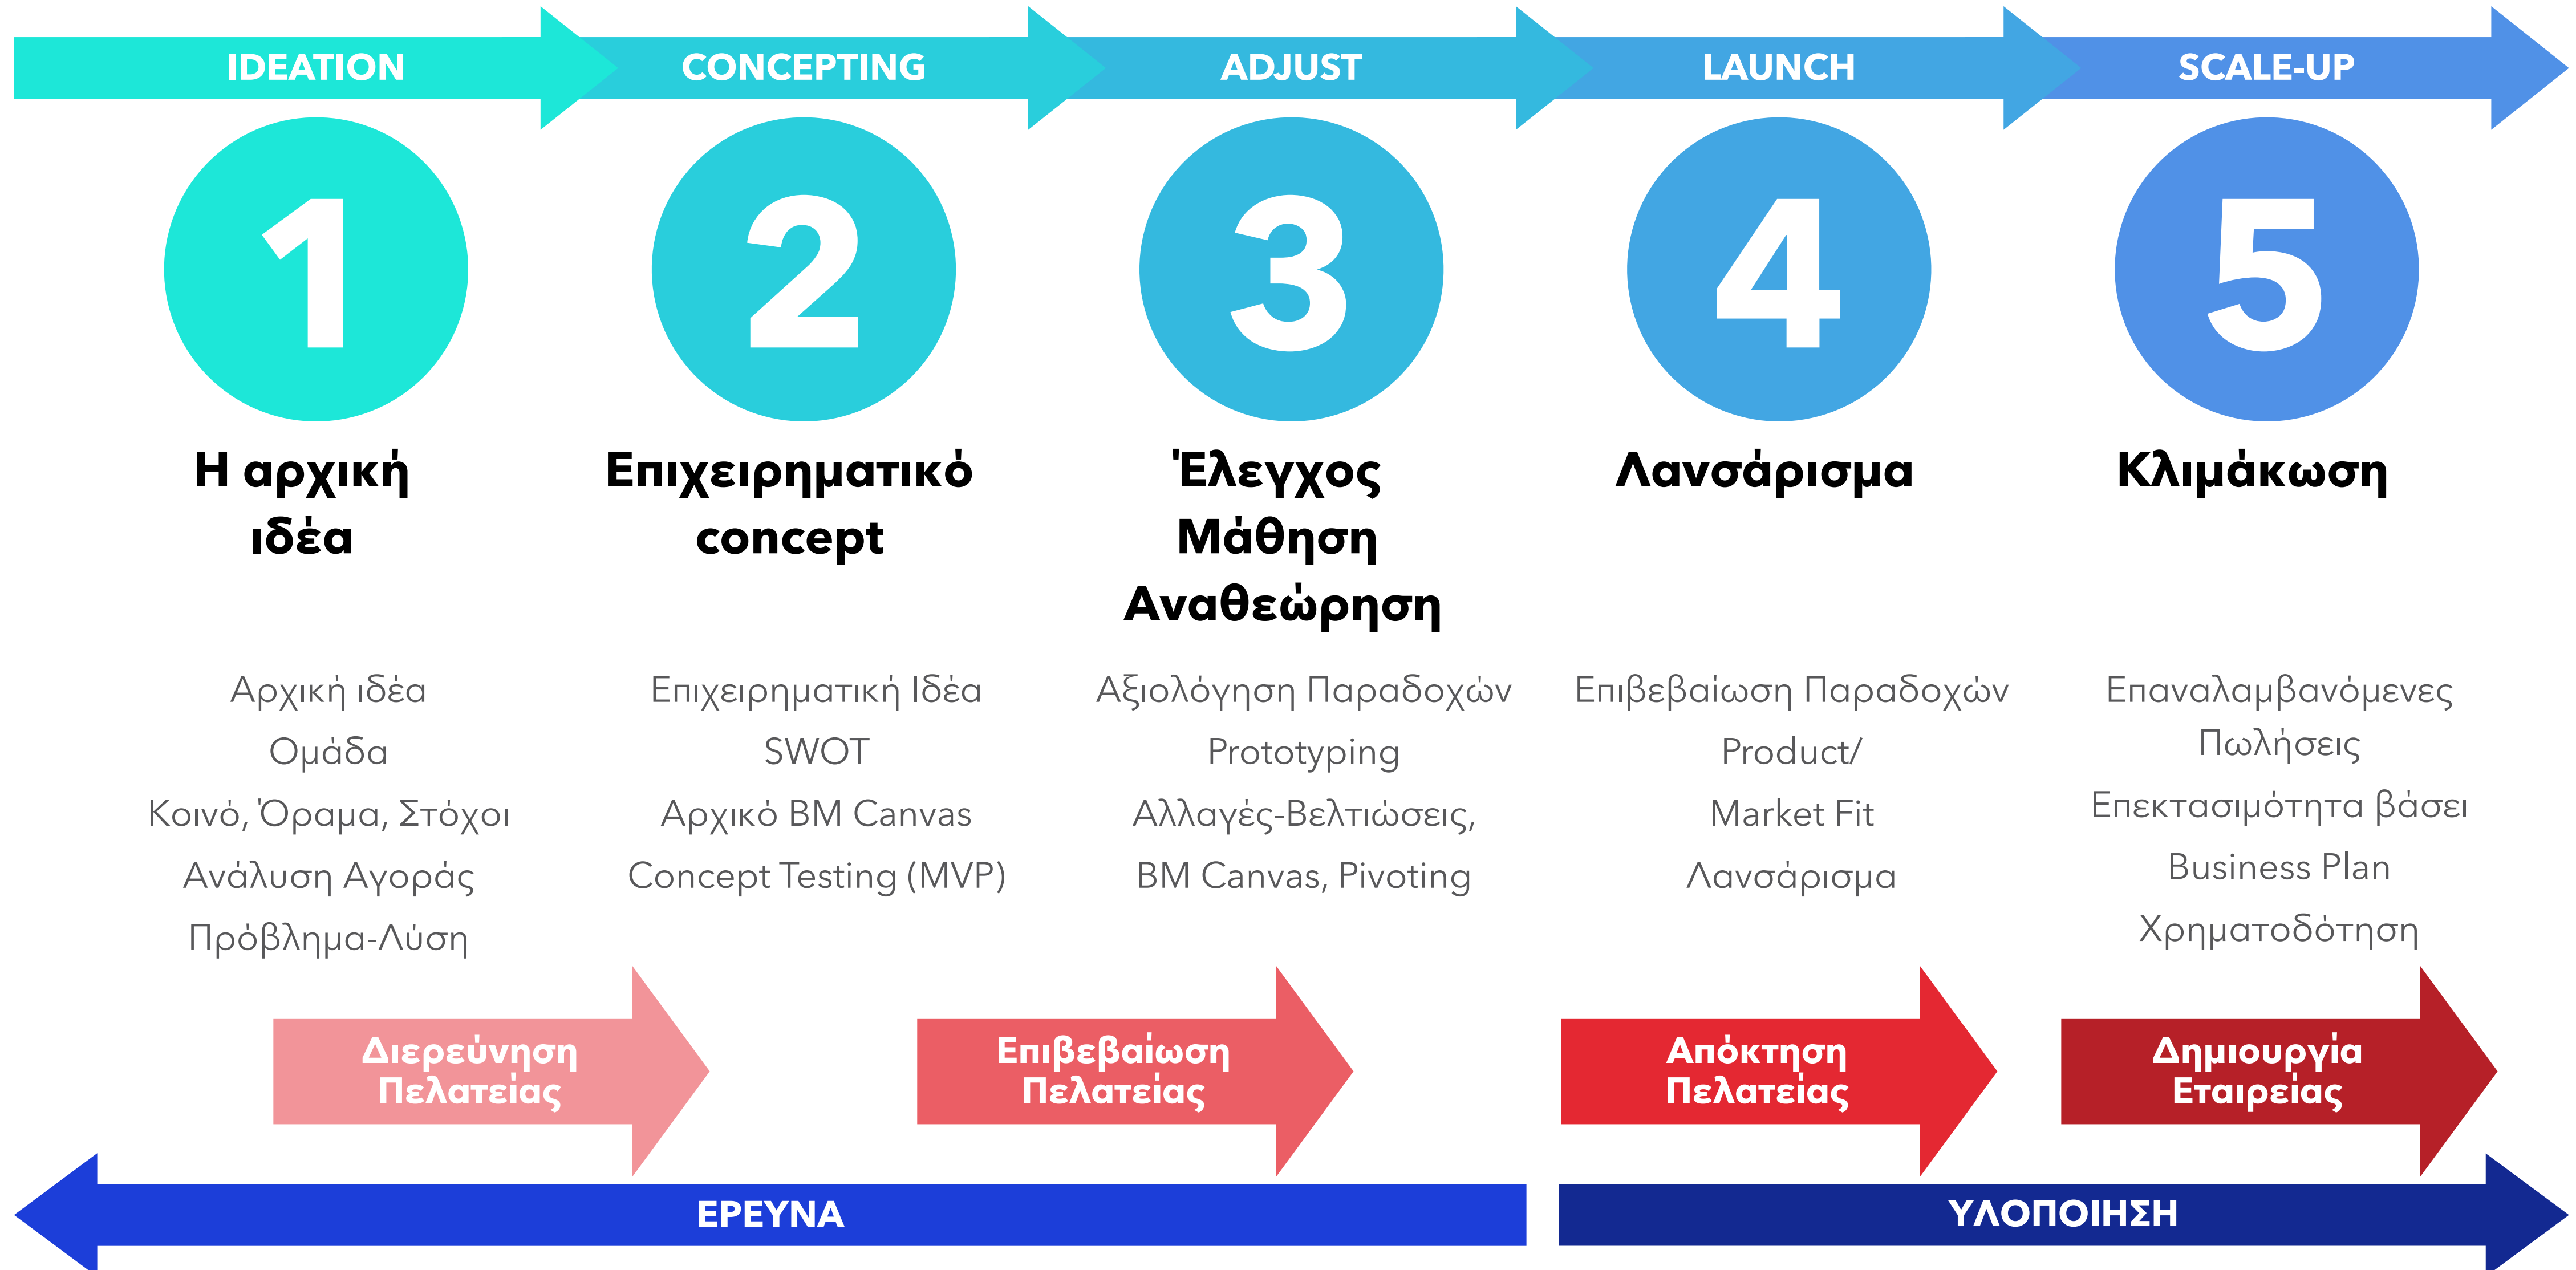 IDEATION
CONCEPTING
ADJUST
LAUNCH
SCALE-UP
1
2
3
4
5
Η αρχική
ιδέα
Επιχειρηματικό
concept
Έλεγχος
Μάθηση
Αναθεώρηση
Λανσάρισμα
Κλιμάκωση
Αρχική ιδέα
Ομάδα
Κοινό, Όραμα, Στόχοι
Ανάλυση Αγοράς
Πρόβλημα-Λύση
Επιχειρηματική Ιδέα
SWOT
Αρχικό BM Canvas
Concept Testing (MVP)
Αξιολόγηση Παραδοχών
Prototyping
Αλλαγές-Βελτιώσεις,
BM Canvas, Pivoting
Επιβεβαίωση Παραδοχών
Product/
Market Fit
Λανσάρισμα
Επαναλαμβανόμενες
Πωλήσεις
Επεκτασιμότητα βάσει
Business Plan
Χρηματοδότηση
Διερεύνηση
Πελατείας
Επιβεβαίωση
Πελατείας
Απόκτηση
Πελατείας
Δημιουργία
Εταιρείας
ΕΡΕΥΝΑ
ΥΛΟΠΟΙΗΣΗ